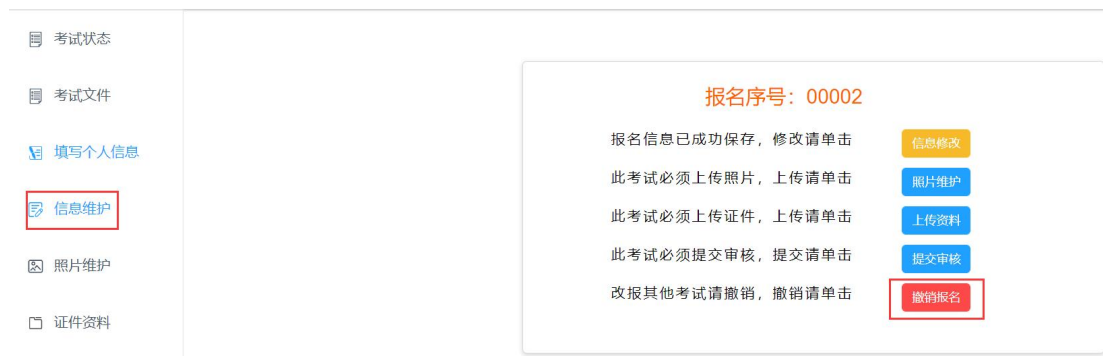 考试状态
考试文件
填写个人信息
信息维护
照片维护
证件资料
报名序号：00002
报名信息已成功保存，修改请单击 信息修改
此考试必须上传照片，上传请单击 照片维护
此考试必须上传证件，上传请单击 上传资料
此考试必须提交审核，提交请单击 提交审核
改报其他考试请撤销，撤销请单击 撤销报名